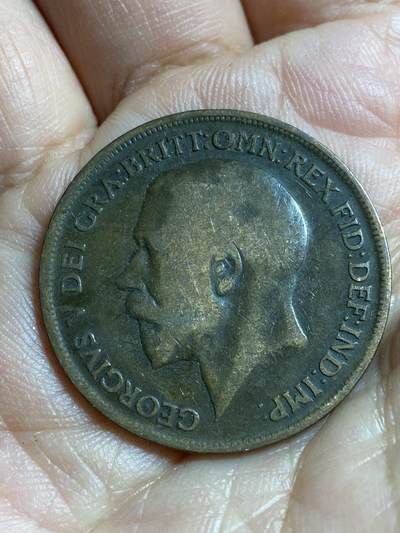 GEORGIVS V DEI GRA:BRITT:OMN:REX FID:DEF:IND:IMP: